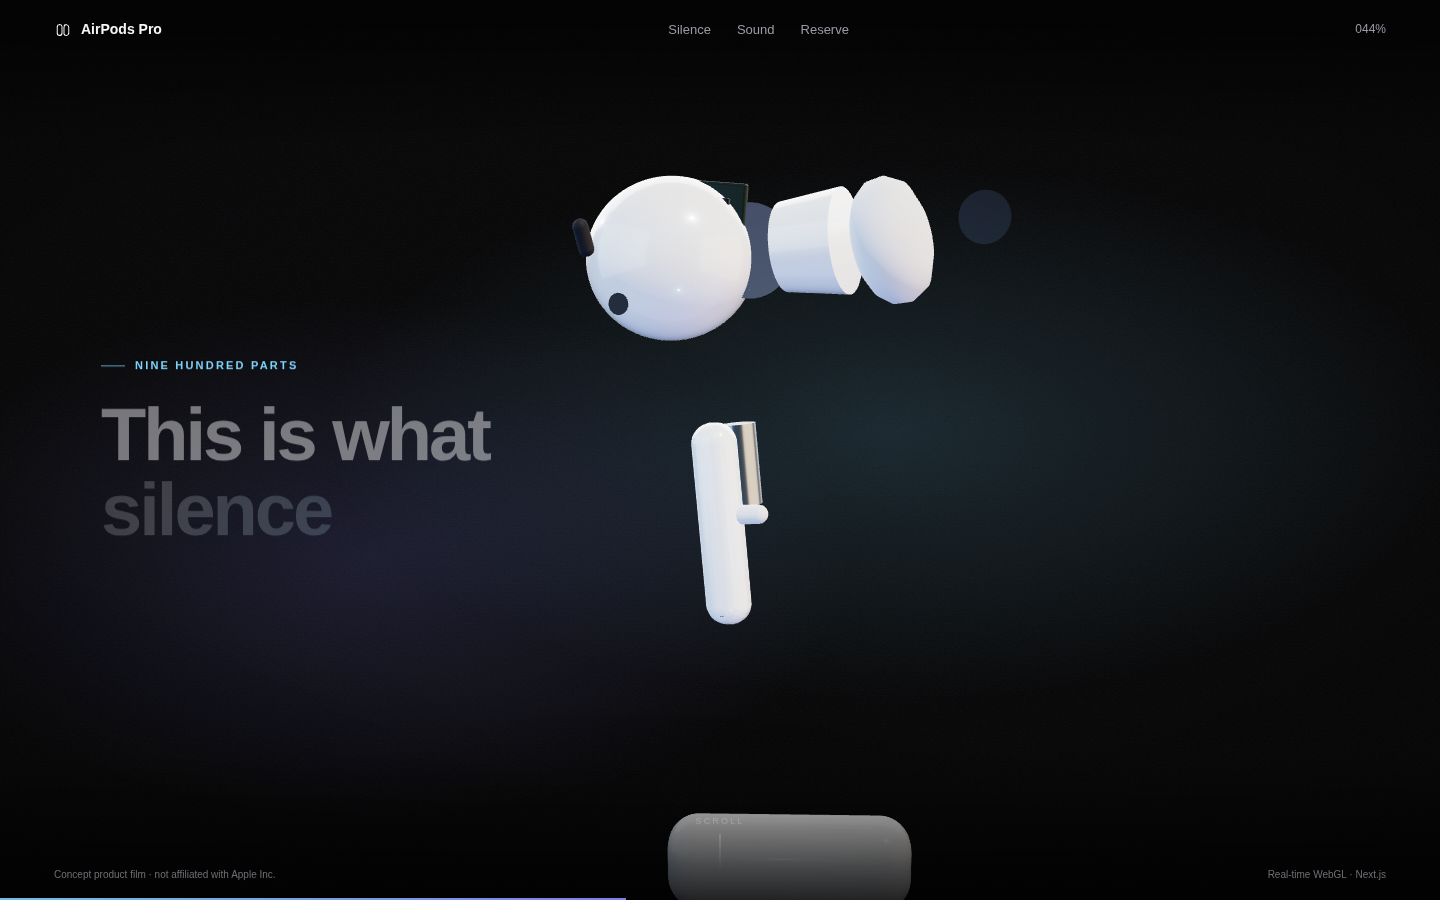 AirPods Pro
Silence
Sound
Reserve
044%
NINE HUNDRED PARTS
This is what
silence
SCROLL
Concept product film · not affiliated with Apple Inc.
Real-time WebGL · Next.js